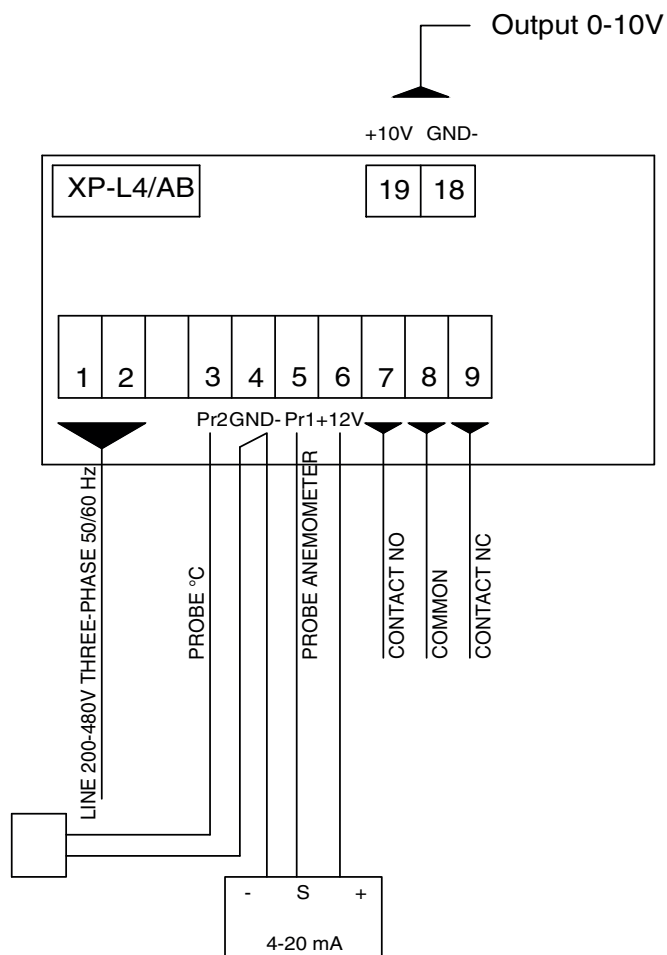 Output 0-10V
+10V GND-
XP-L4/AB
19 18
1 2 3 4 5 6 7 8 9
Pr2 GND- Pr1 +12V
LINE 200-480V THREE-PHASE 50/60 Hz
PROBE °C
PROBE ANEMOMETER
CONTACT NO
COMMON
CONTACT NC
- S +
4-20 mA